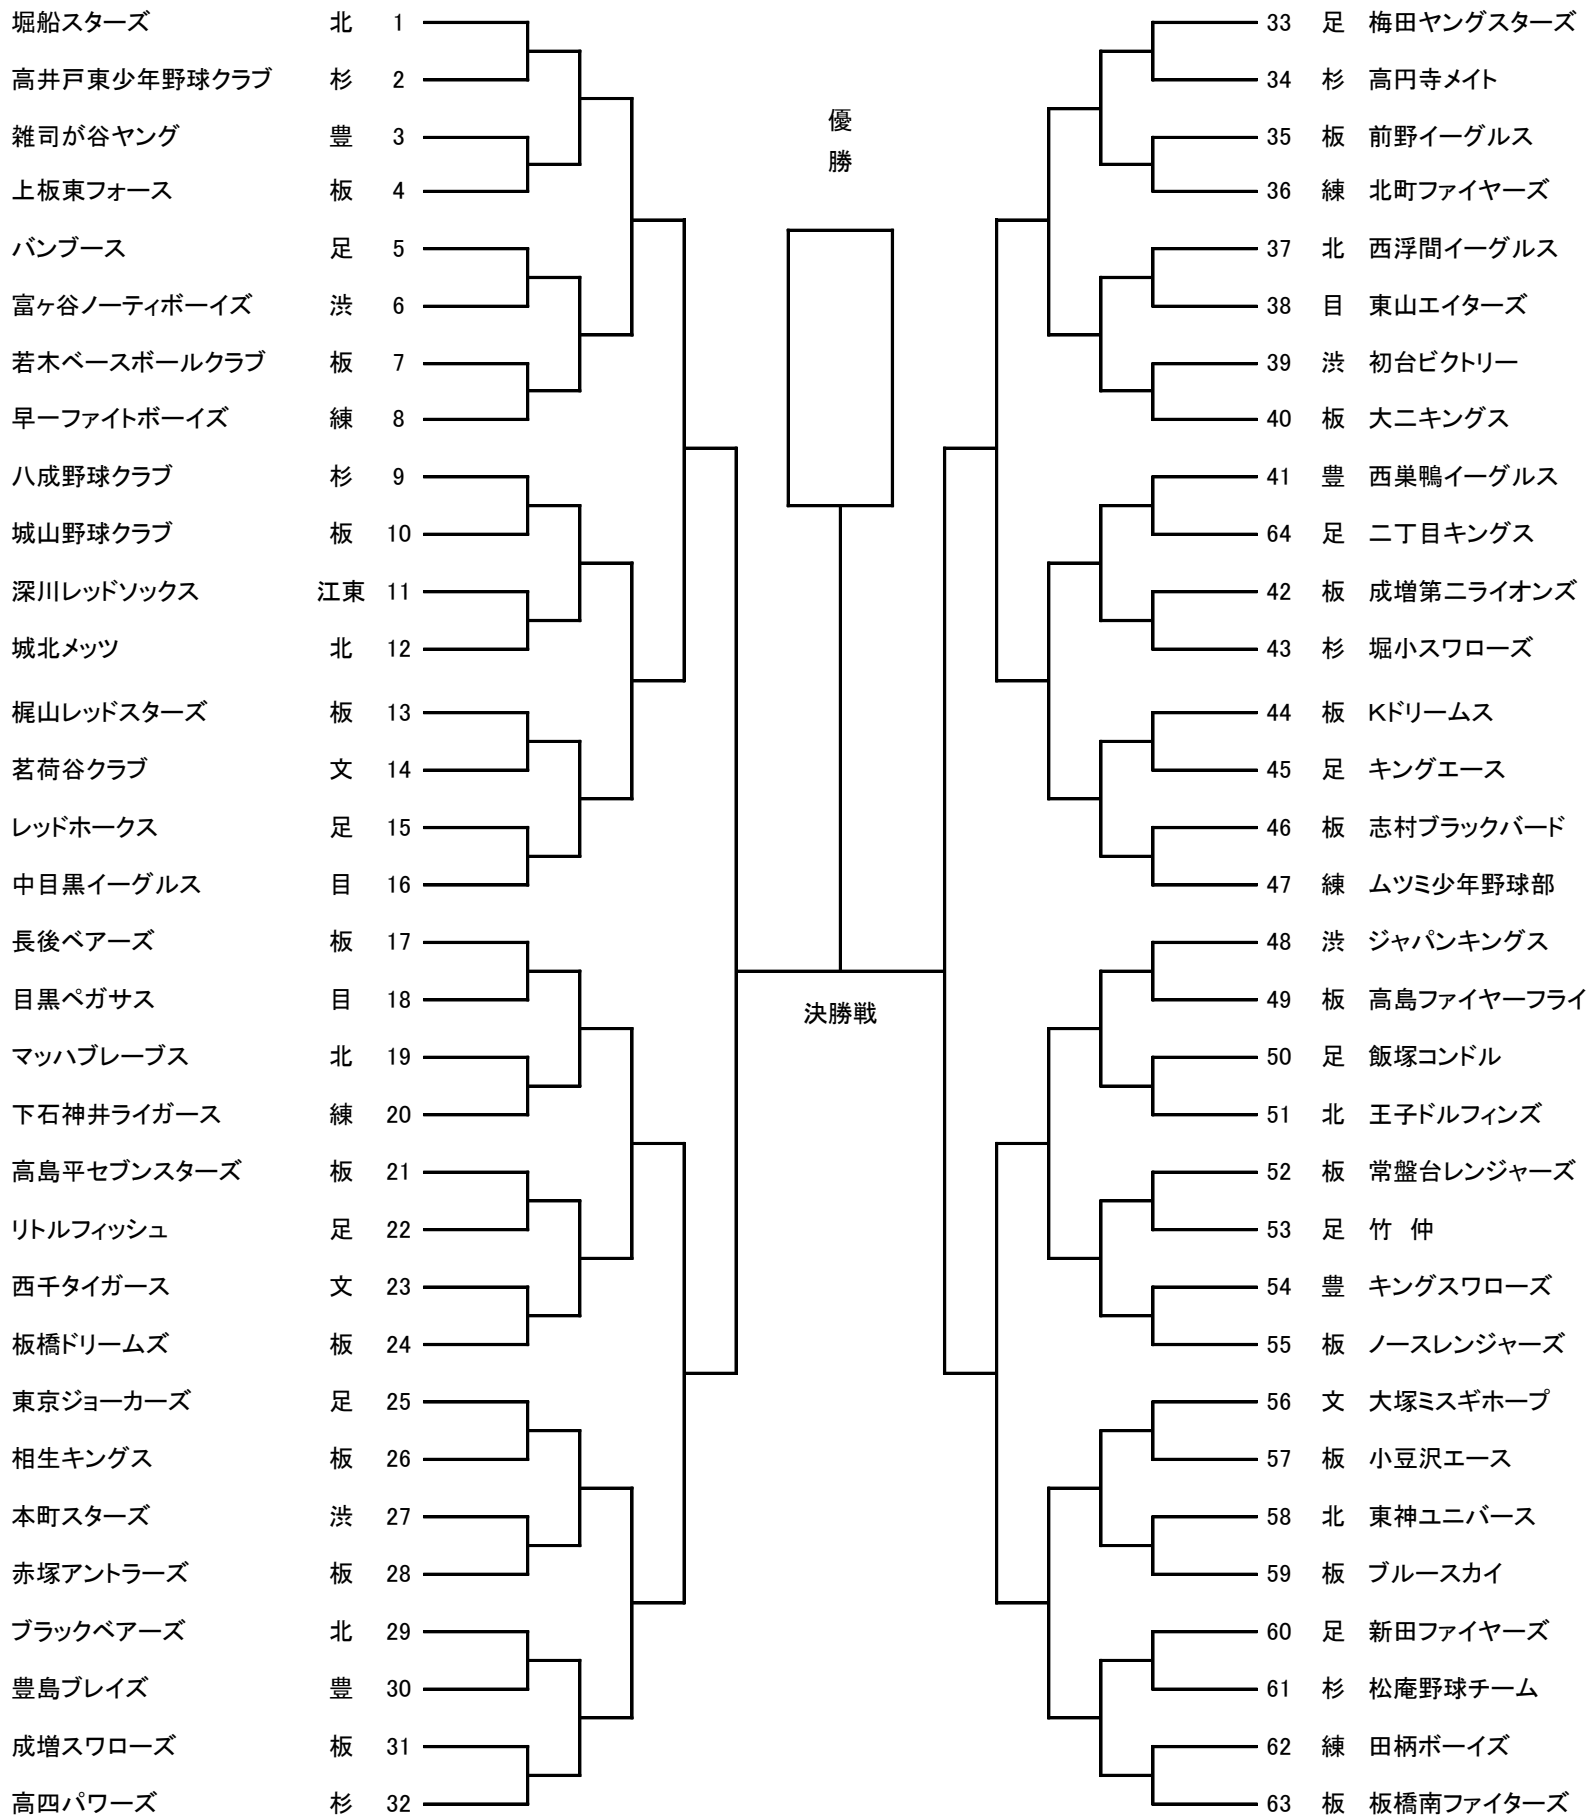 堀船スターズ 北 1
高井戸東少年野球クラブ 杉 2
雑司が谷ヤング 豊 3
上板東フォース 板 4
バンブース 足 5
富ヶ谷ノーティボーイズ 渋 6
若木ベースボールクラブ 板 7
早一ファイトボーイズ 練 8
八成野球クラブ 杉 9
城山野球クラブ 板 10
深川レッドソックス 江東 11
城北メッツ 北 12
梶山レッドスターズ 板 13
茗荷谷クラブ 文 14
レッドホークス 足 15
中目黒イーグルス 目 16
長後ベアーズ 板 17
目黒ペガサス 目 18
マッハブレーブス 北 19
下石神井ライガース 練 20
高島平セブンスターズ 板 21
リトルフィッシュ 足 22
西千タイガース 文 23
板橋ドリームズ 板 24
東京ジョーカーズ 足 25
相生キングス 板 26
本町スターズ 渋 27
赤塚アントラーズ 板 28
ブラックベアーズ 北 29
豊島ブレイズ 豊 30
成増スワローズ 板 31
高四パワーズ 杉 32
優
勝
決勝戦
33 足 梅田ヤングスターズ
34 杉 高円寺メイト
35 板 前野イーグルス
36 練 北町ファイヤーズ
37 北 西浮間イーグルス
38 目 東山エイターズ
39 渋 初台ビクトリー
40 板 大二キングス
41 豊 西巣鴨イーグルス
64 足 二丁目キングス
42 板 成増第二ライオンズ
43 杉 堀小スワローズ
44 板 Kドリームス
45 足 キングエース
46 板 志村ブラックバード
47 練 ムツミ少年野球部
48 渋 ジャパンキングス
49 板 高島ファイヤーフライ
50 足 飯塚コンドル
51 北 王子ドルフィンズ
52 板 常盤台レンジャーズ
53 足 竹 仲
54 豊 キングスワローズ
55 板 ノースレンジャーズ
56 文 大塚ミスギホープ
57 板 小豆沢エース
58 北 東神ユニバース
59 板 ブルースカイ
60 足 新田ファイヤーズ
61 杉 松庵野球チーム
62 練 田柄ボーイズ
63 板 板橋南ファイターズ